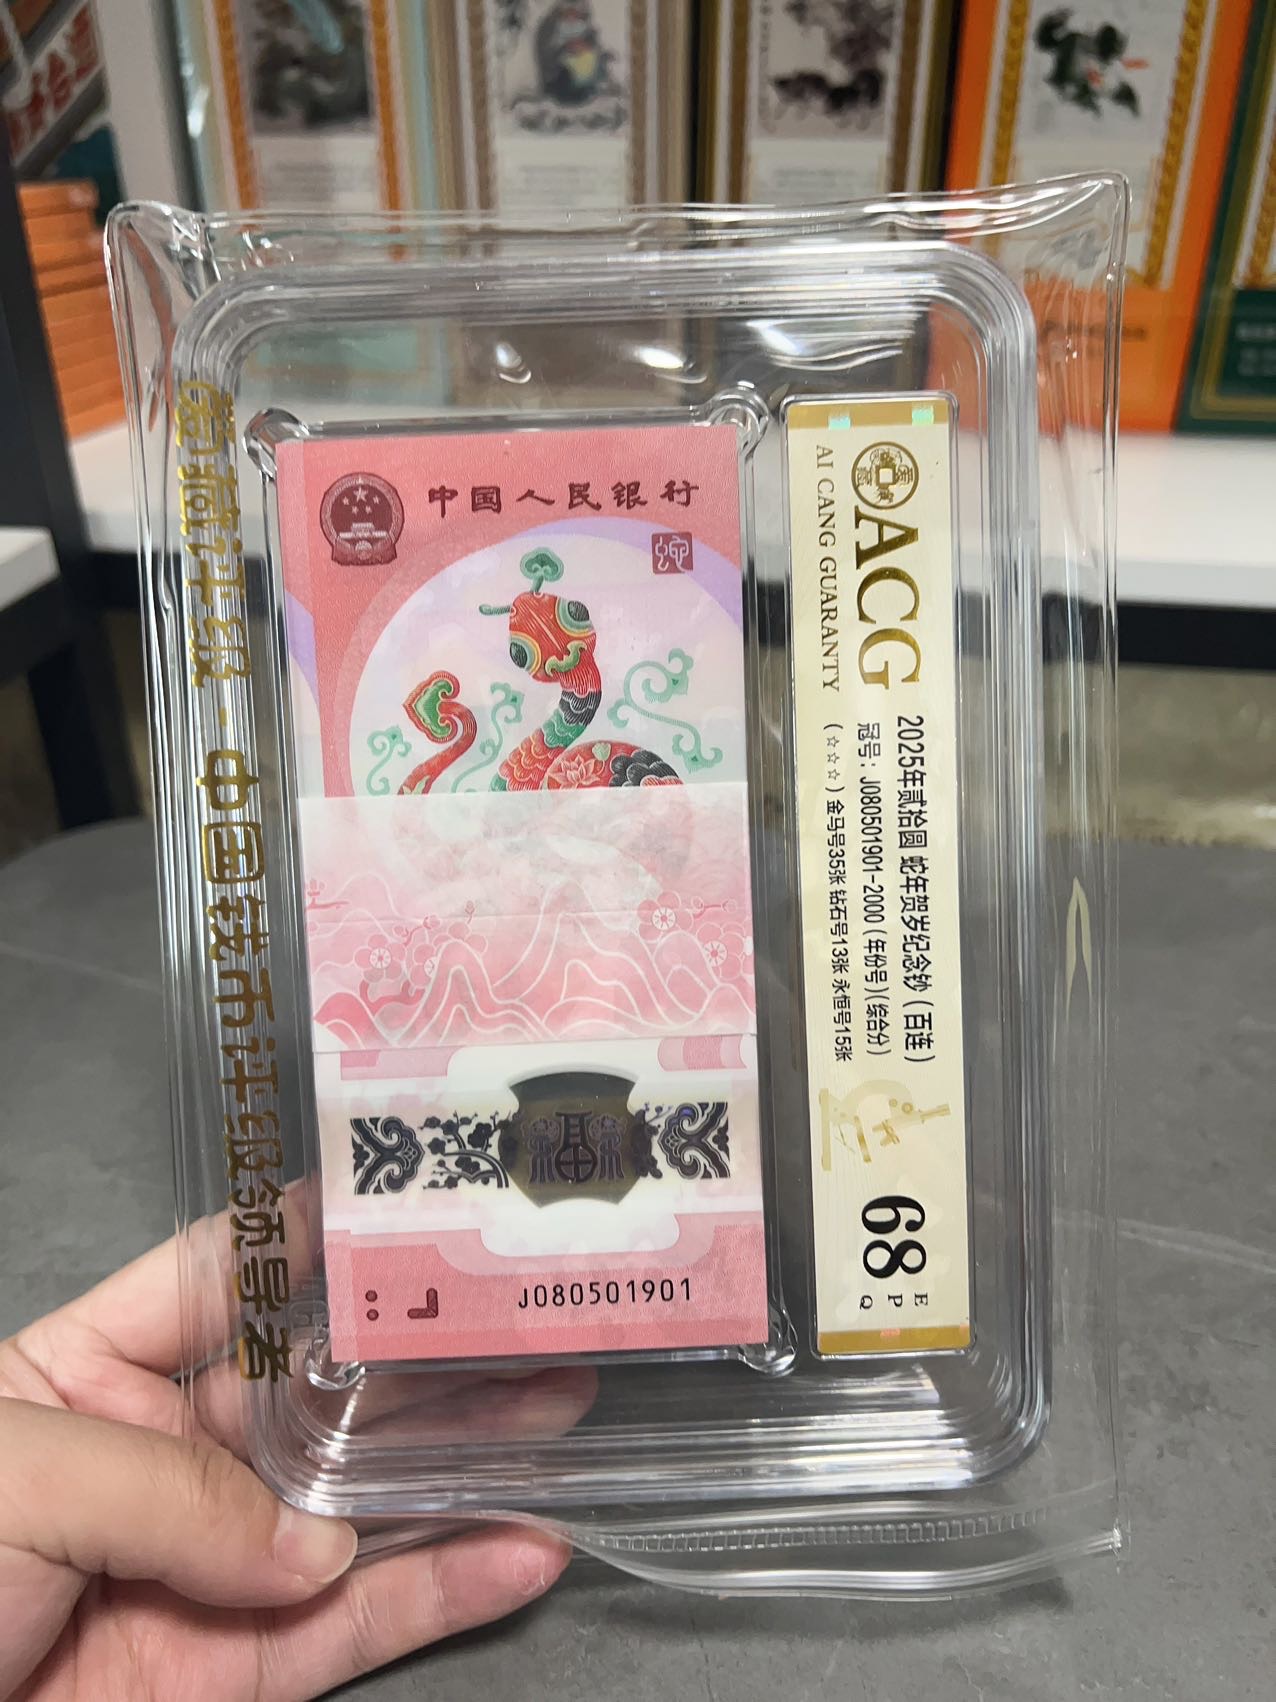 中国人民银行
蛇
J080501901
ACG
AI CANG GUARANTY
2025年贰拾圆 蛇年贺岁纪念钞（百连）
冠号：J080501901-2000（年份号）（综合分）
（☆☆☆）金马号35张 钻石号13张 永恒号15张
68
E
P
Q
爱藏评级 - 中国钱币评级领导者